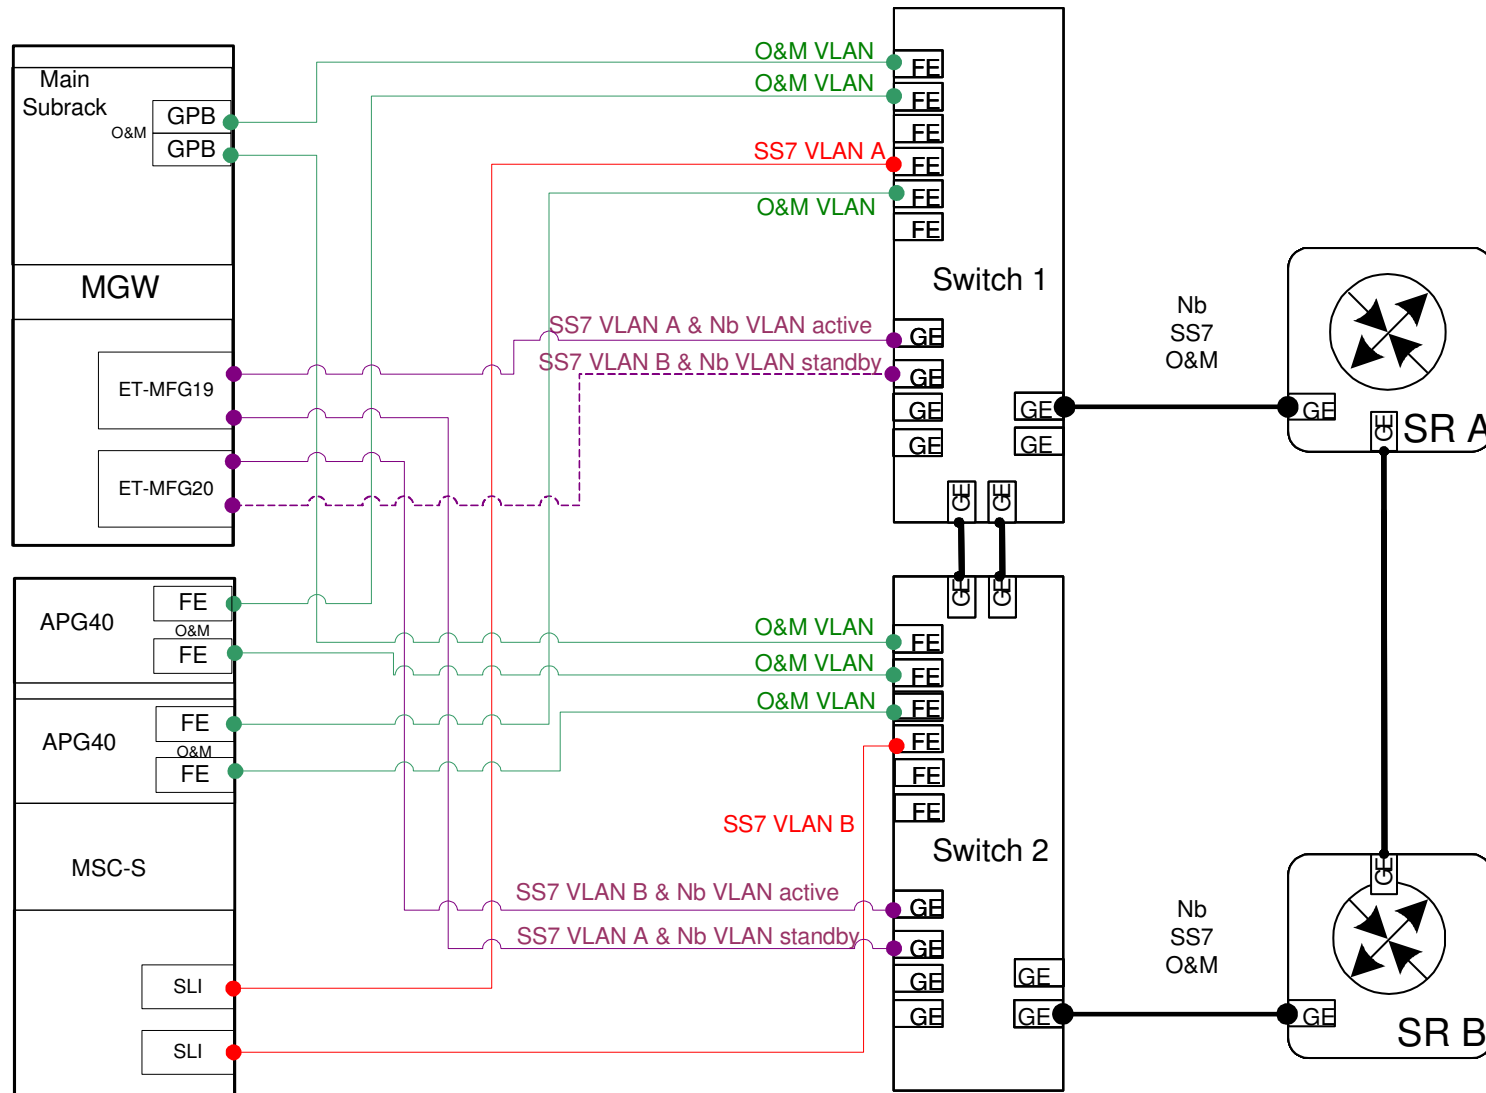 Main
Subrack
GPB
O&M
GPB
MGW
ET-MFG19
ET-MFG20
APG40
FE
O&M
FE
APG40
FE
O&M
FE
MSC-S
SLI
SLI
O&M VLAN
O&M VLAN
SS7 VLAN A
O&M VLAN
SS7 VLAN A & Nb VLAN active
SS7 VLAN B & Nb VLAN standby
O&M VLAN
O&M VLAN
O&M VLAN
SS7 VLAN B
SS7 VLAN B & Nb VLAN active
SS7 VLAN A & Nb VLAN standby
FE
FE
FE
FE
FE
FE
Switch 1
GE
GE
GE
GE
GE
GE
GE
GE
GE
GE
FE
FE
FE
FE
FE
FE
Switch 2
GE
GE
GE
GE
GE
GE
Nb
SS7
O&M
GE
GE
SR A
Nb
SS7
O&M
GE
GE
SR B